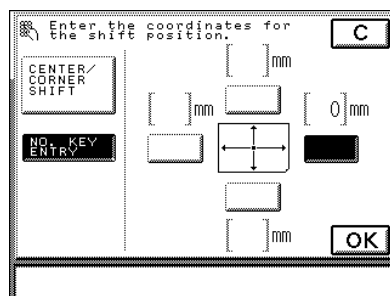 Enter the coordinates for
the shift position.
C
CENTER/
CORNER
SHIFT
[ ]mm
[ ]mm
[ 0]mm
NO. KEY
ENTRY
[ ]mm
OK